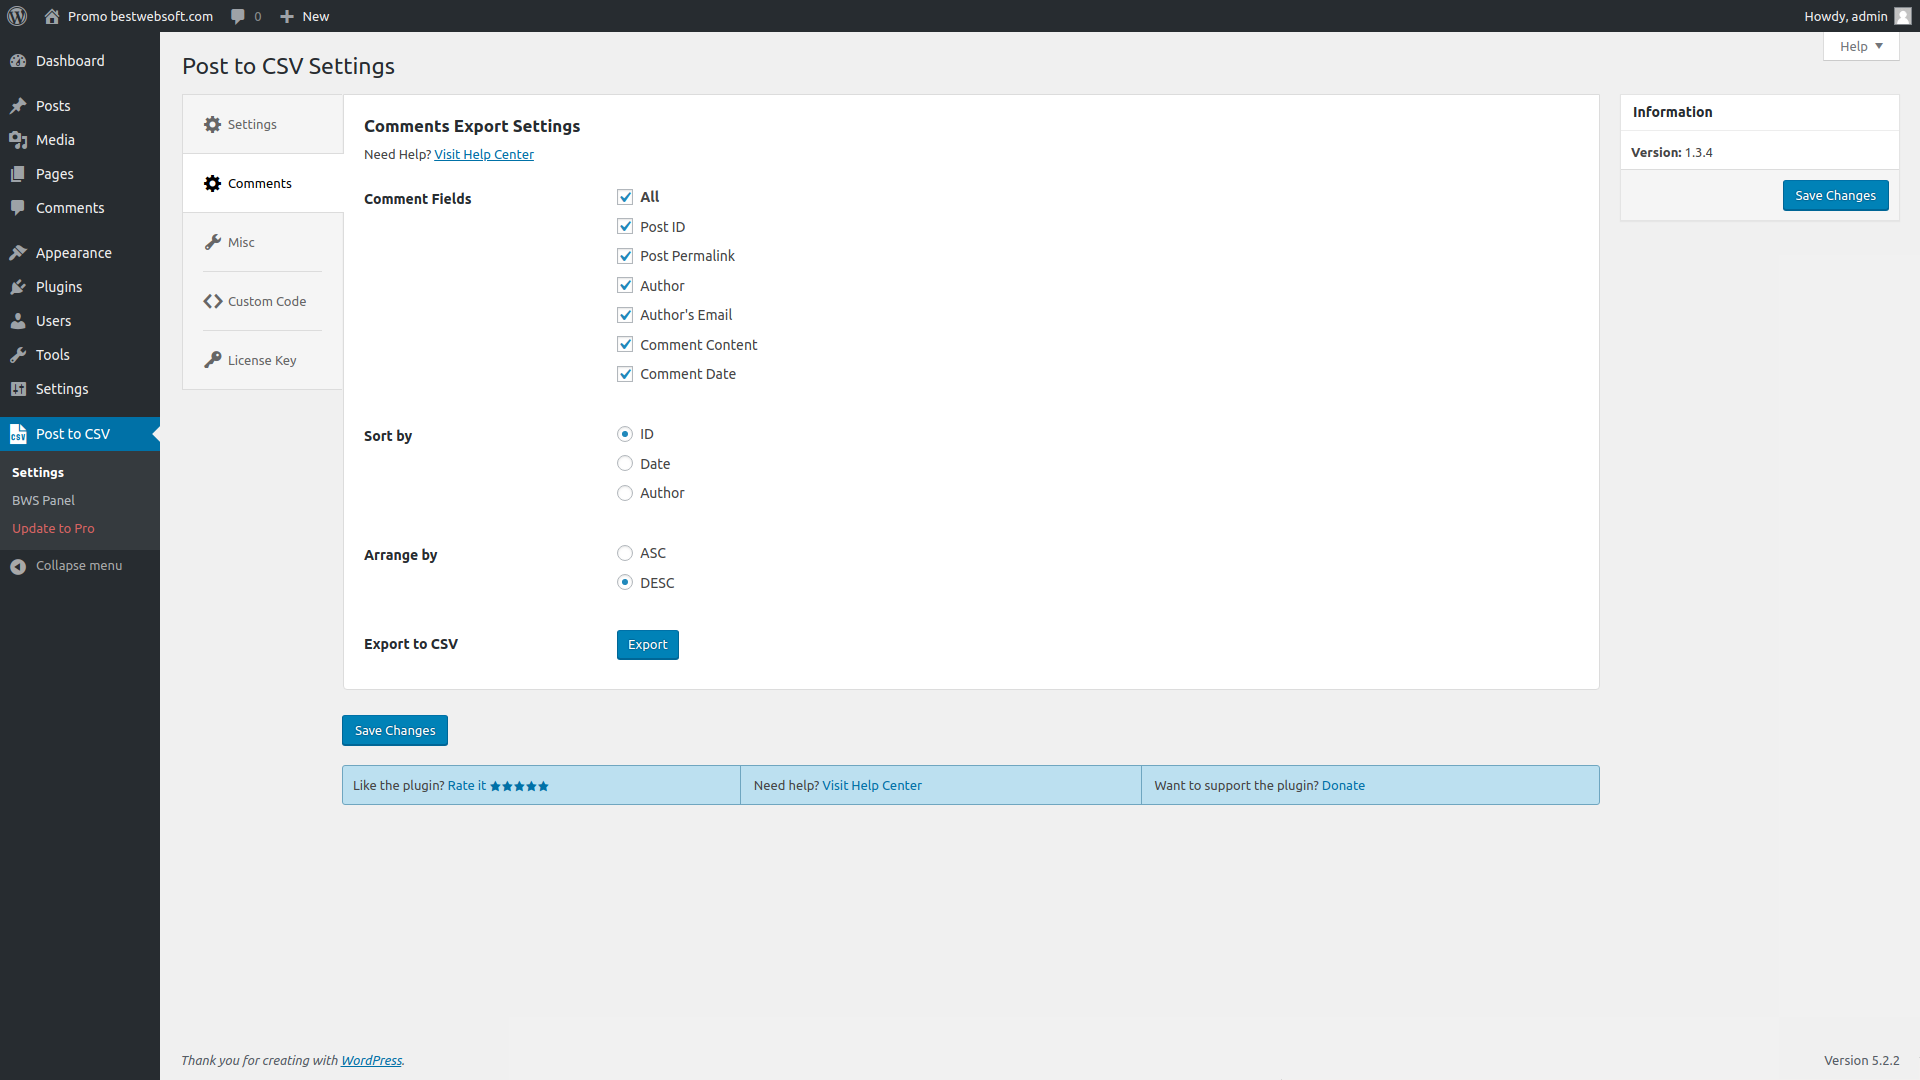 Promo bestwebsoft.com 0 New Howdy, admin
Help
Dashboard
Posts
Media
Pages
Comments
Appearance
Plugins
Users
Tools
Settings
CSV Post to CSV
Settings
BWS Panel
Update to Pro
Collapse menu
Post to CSV Settings
Settings
Comments
Misc
Custom Code
License Key
Comments Export Settings
Need Help? Visit Help Center
Comment Fields
All
Post ID
Post Permalink
Author
Author's Email
Comment Content
Comment Date
Sort by
ID
Date
Author
Arrange by
ASC
DESC
Export to CSV
Export
Save Changes
Like the plugin? Rate it
Need help? Visit Help Center
Want to support the plugin? Donate
Information
Version: 1.3.4
Save Changes
Thank you for creating with WordPress.
Version 5.2.2